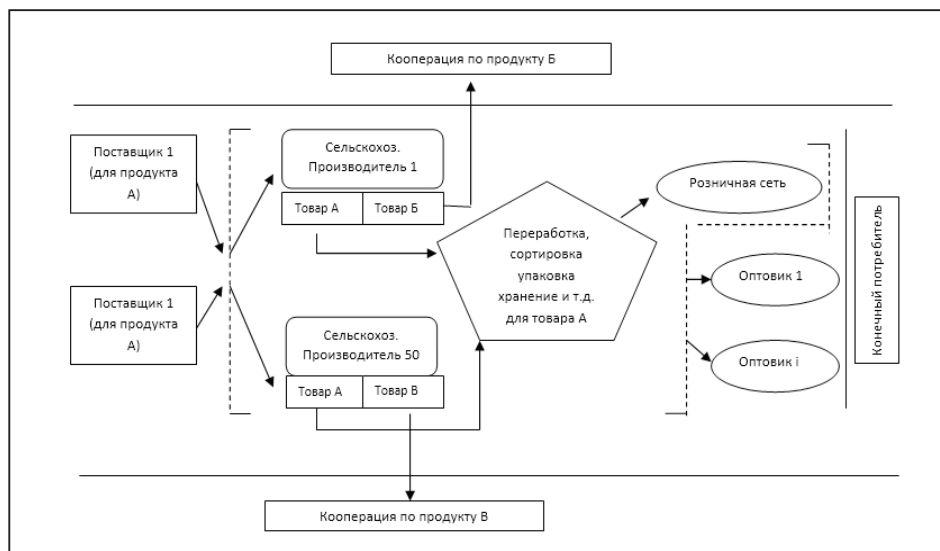 Кооперация по продукту Б
Поставщик 1
(для продукта
А)
Сельскохоз.
Производитель 1
Товар А
Товар Б
Розничная сеть
Переработка,
сортировка
упаковка
хранение и т.д.
для товара А
Оптовик 1
Поставщик 1
(для продукта
А)
Сельскохоз.
Производитель 50
Товар А
Товар В
Оптовик i
Конечный потребитель
Кооперация по продукту В